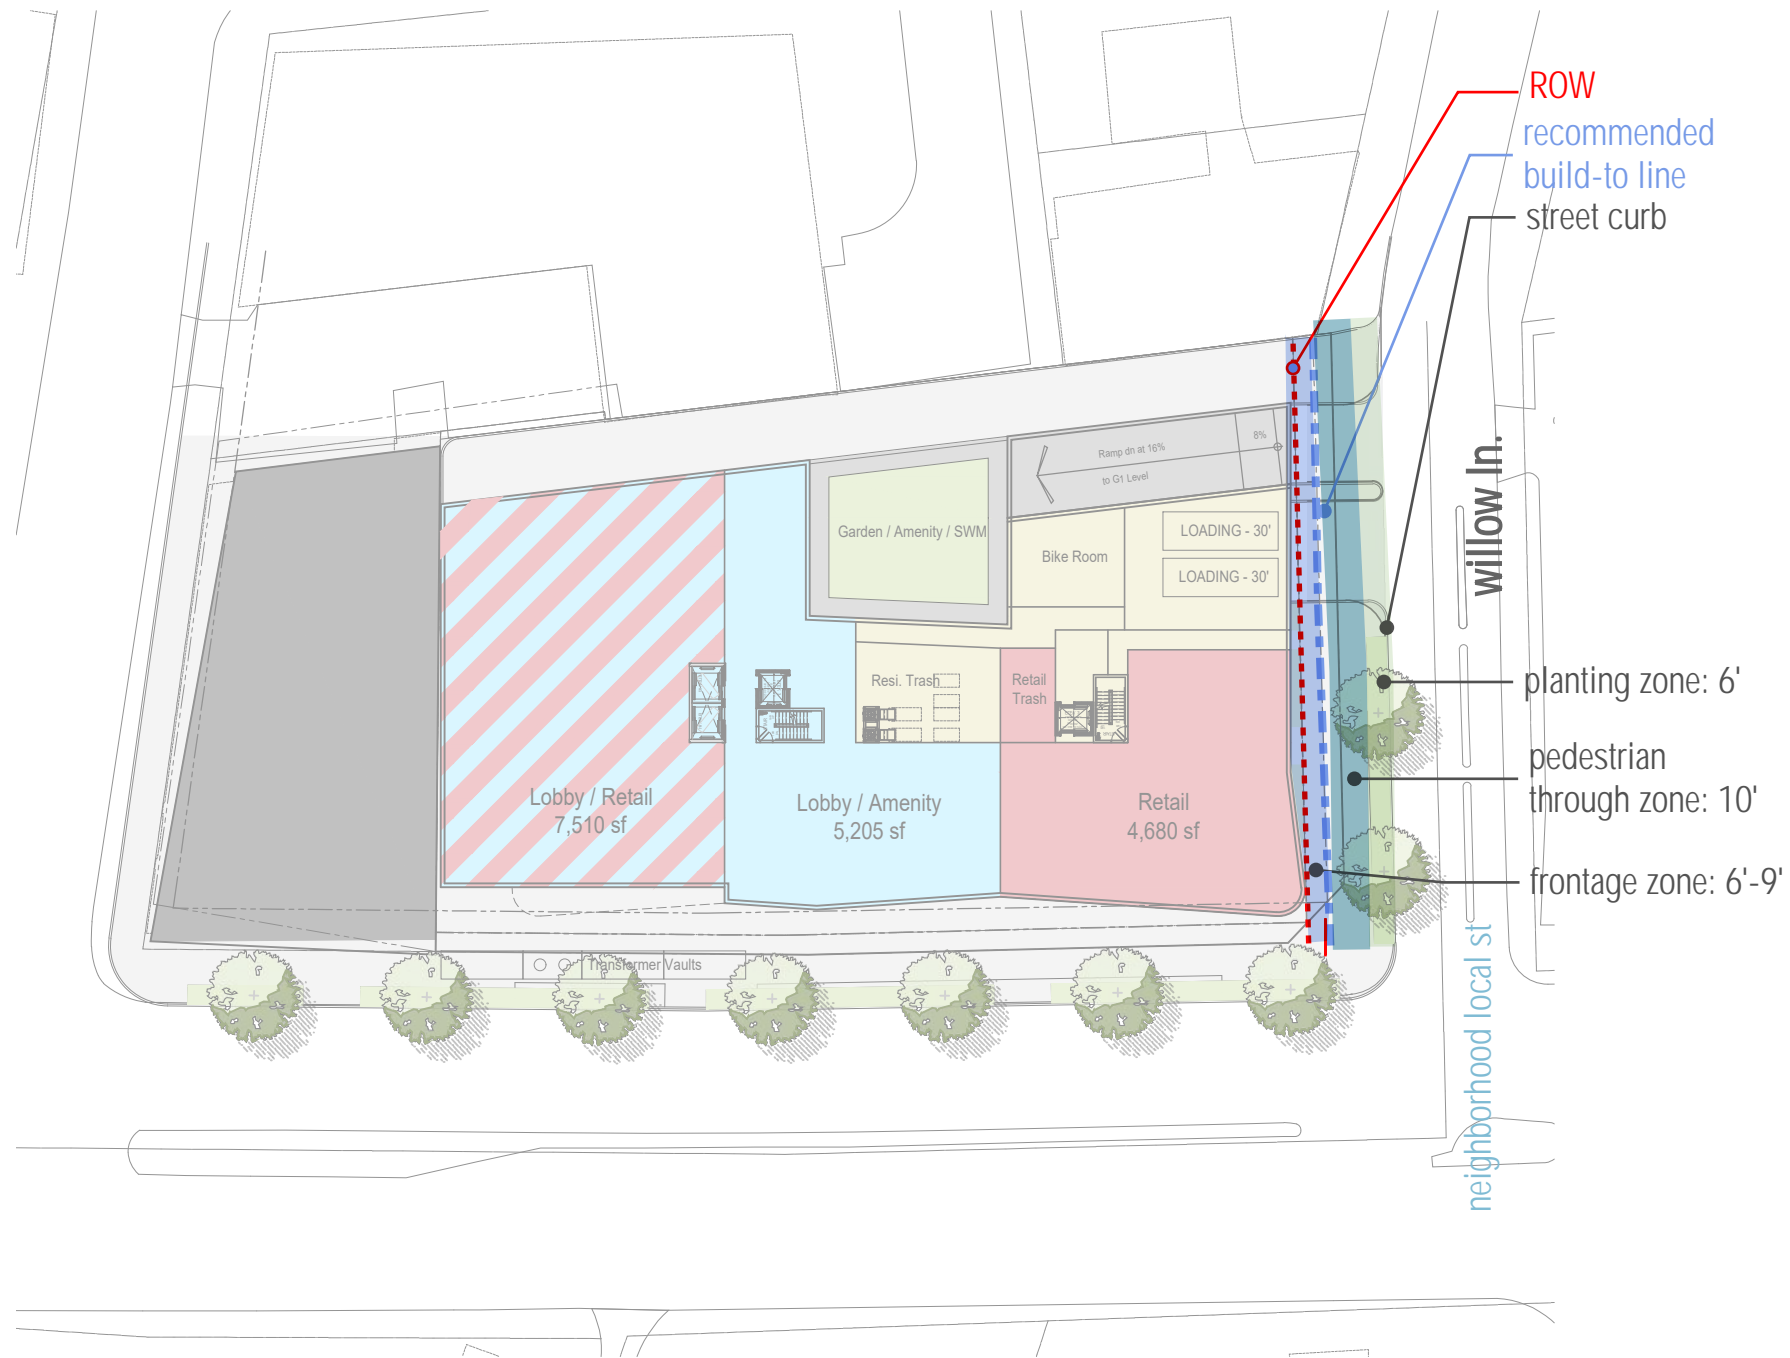 ROW
recommended
build-to line
street curb
willow ln.
Ramp dn at 16%
to G1 Level
8%
Garden / Amenity / SWM
Bike Room
LOADING - 30'
LOADING - 30'
Resi. Trash
Retail
Trash
planting zone: 6'
pedestrian
through zone: 10'
Lobby / Retail
7,510 sf
Lobby / Amenity
5,205 sf
Retail
4,680 sf
frontage zone: 6'-9'
Transformer Vaults
neighborhood local st